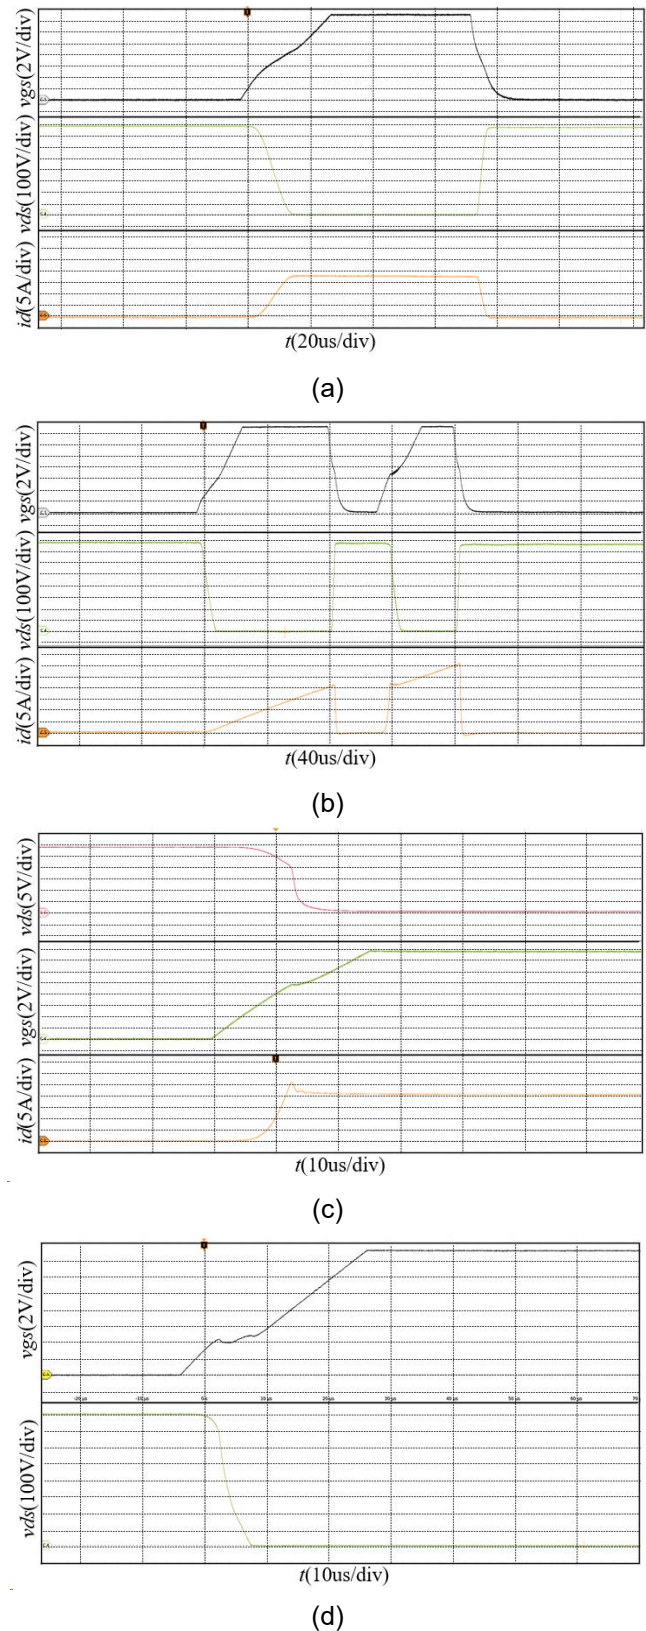 vgs(2V/div)
vds(100V/div)
id(5A/div)
t(20us/div)
(a)
vgs(2V/div)
vds(100V/div)
id(5A/div)
t(40us/div)
(b)
vds(5V/div)
vgs(2V/div)
id(5A/div)
t(10us/div)
(c)
vgs(2V/div)
vds(100V/div)
t(10us/div)
(d)